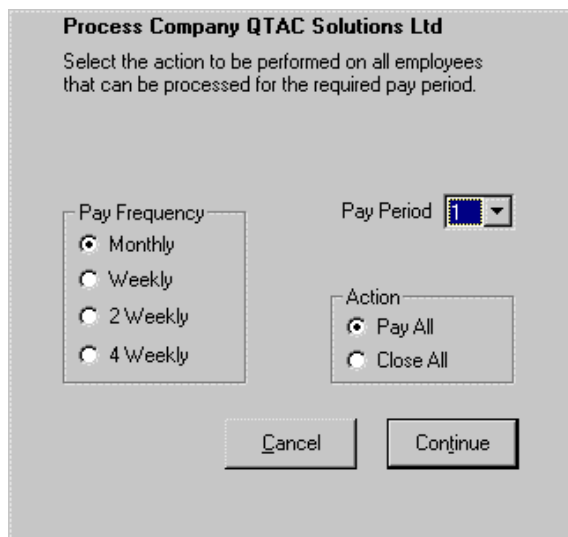 Process Company QTAC Solutions Ltd
Select the action to be performed on all employees
that can be processed for the required pay period.
Pay Frequency
Monthly
Weekly
2 Weekly
4 Weekly
Pay Period 1
Action
Pay All
Close All
Cancel
Continue